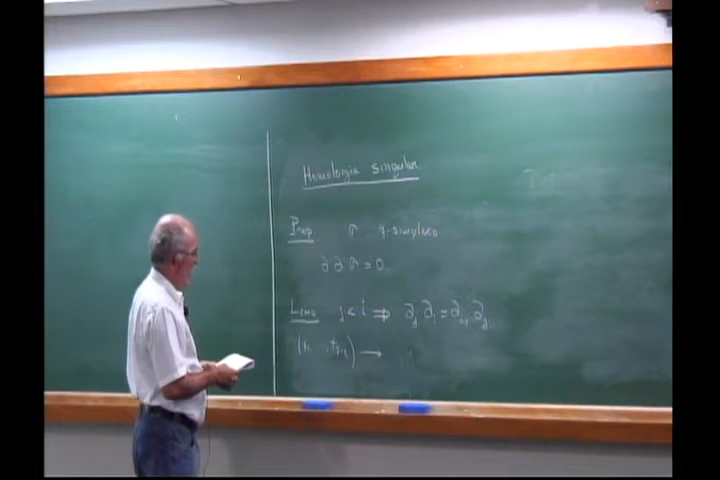 Homologia singular
Prop σ q-simplexo
∂∂σ = 0
Lema j < i ⇒ ∂j ∂i = ∂i-1 ∂j
→